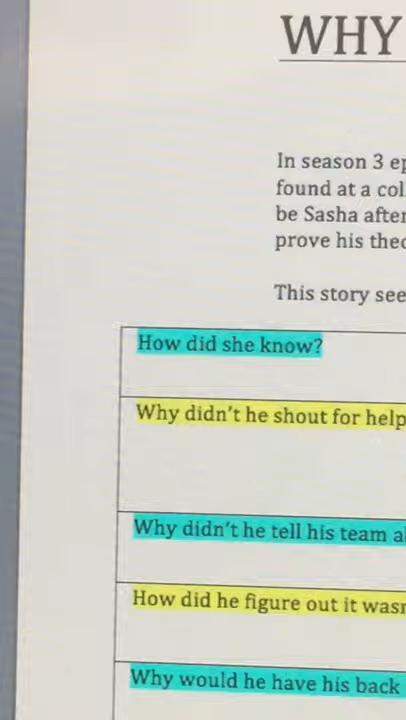 WHY
In season 3 ep
found at a col
be Sasha after
prove his theo
This story see
How did she know?
Why didn't he shout for help
Why didn't he tell his team a
How did he figure out it wasn
Why would he have his back